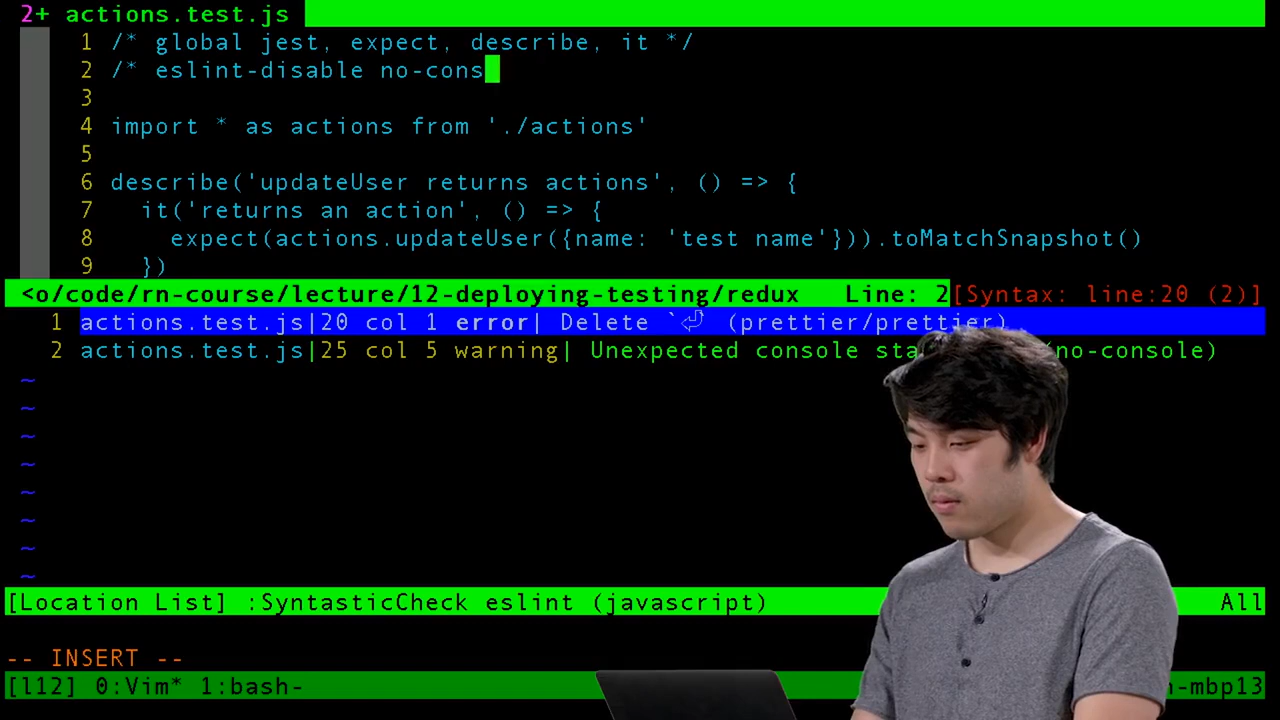 2+ actions.test.js
1 /* global jest, expect, describe, it */
2 /* eslint-disable no-cons
3
4 import * as actions from './actions'
5
6 describe('updateUser returns actions', () => {
7 it('returns an action', () => {
8 expect(actions.updateUser({name: 'test name'})).toMatchSnapshot()
9 })
<o/code/rn-course/lecture/12-deploying-testing/redux Line: 2[Syntax: line:20 (2)]
1 actions.test.js|20 col 1 error| Delete `⏎` (prettier/prettier)
2 actions.test.js|25 col 5 warning| Unexpected console sta no-console)
~
~
~
~
~
~
~
~
[Location List] :SyntasticCheck eslint (javascript) All
-- INSERT --
[l12] 0:Vim* 1:bash- -mbp13